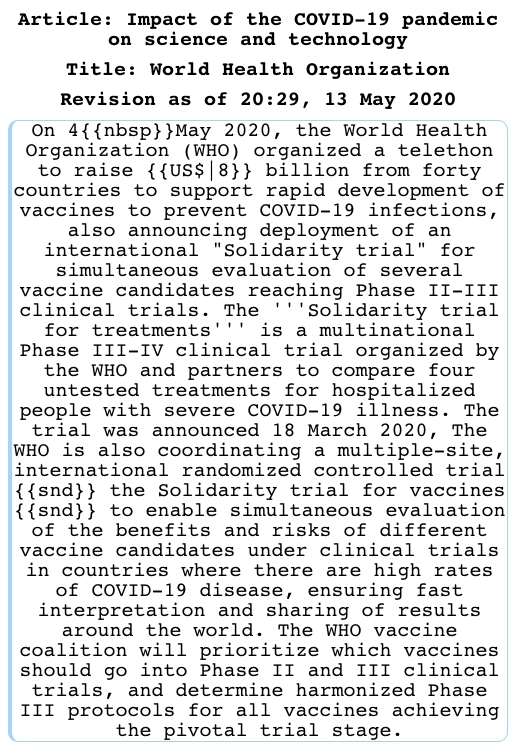 Article: Impact of the COVID-19 pandemic
on science and technology
Title: World Health Organization
Revision as of 20:29, 13 May 2020
On 4{{nbsp}}May 2020, the World Health
Organization (WHO) organized a telethon
to raise {{US$|8}} billion from forty
countries to support rapid development of
vaccines to prevent COVID-19 infections,
also announcing deployment of an
international "Solidarity trial" for
simultaneous evaluation of several
vaccine candidates reaching Phase II-III
clinical trials. The '''Solidarity trial
for treatments''' is a multinational
Phase III-IV clinical trial organized by
the WHO and partners to compare four
untested treatments for hospitalized
people with severe COVID-19 illness. The
trial was announced 18 March 2020, The
WHO is also coordinating a multiple-site,
international randomized controlled trial
{{snd}} the Solidarity trial for vaccines
{{snd}} to enable simultaneous evaluation
of the benefits and risks of different
vaccine candidates under clinical trials
in countries where there are high rates
of COVID-19 disease, ensuring fast
interpretation and sharing of results
around the world. The WHO vaccine
coalition will prioritize which vaccines
should go into Phase II and III clinical
trials, and determine harmonized Phase
III protocols for all vaccines achieving
the pivotal trial stage.